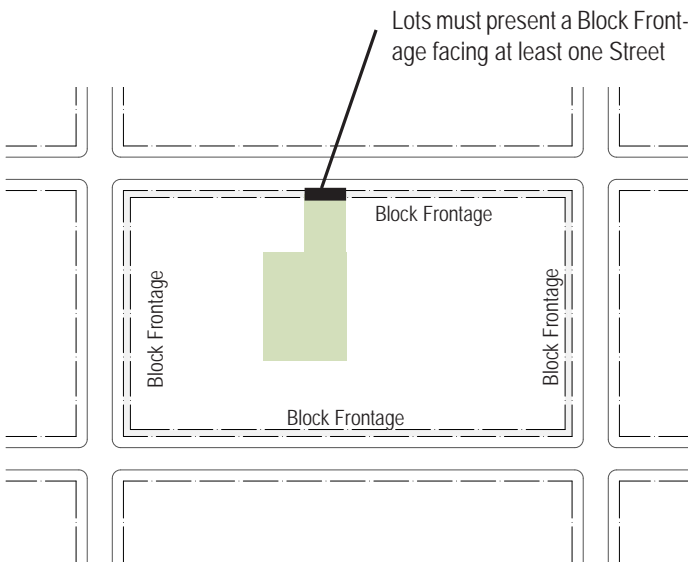 Lots must present a Block Front-
age facing at least one Street
Block Frontage
Block Frontage
Block Frontage
Block Frontage